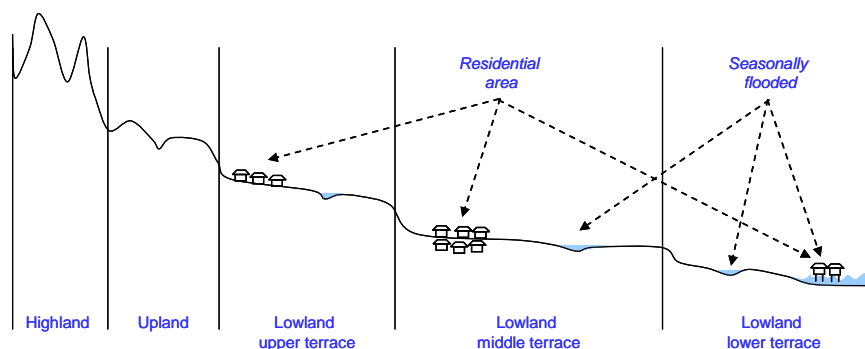 Residential
area
Seasonally
flooded
Highland
Upland
Lowland
upper terrace
Lowland
middle terrace
Lowland
lower terrace